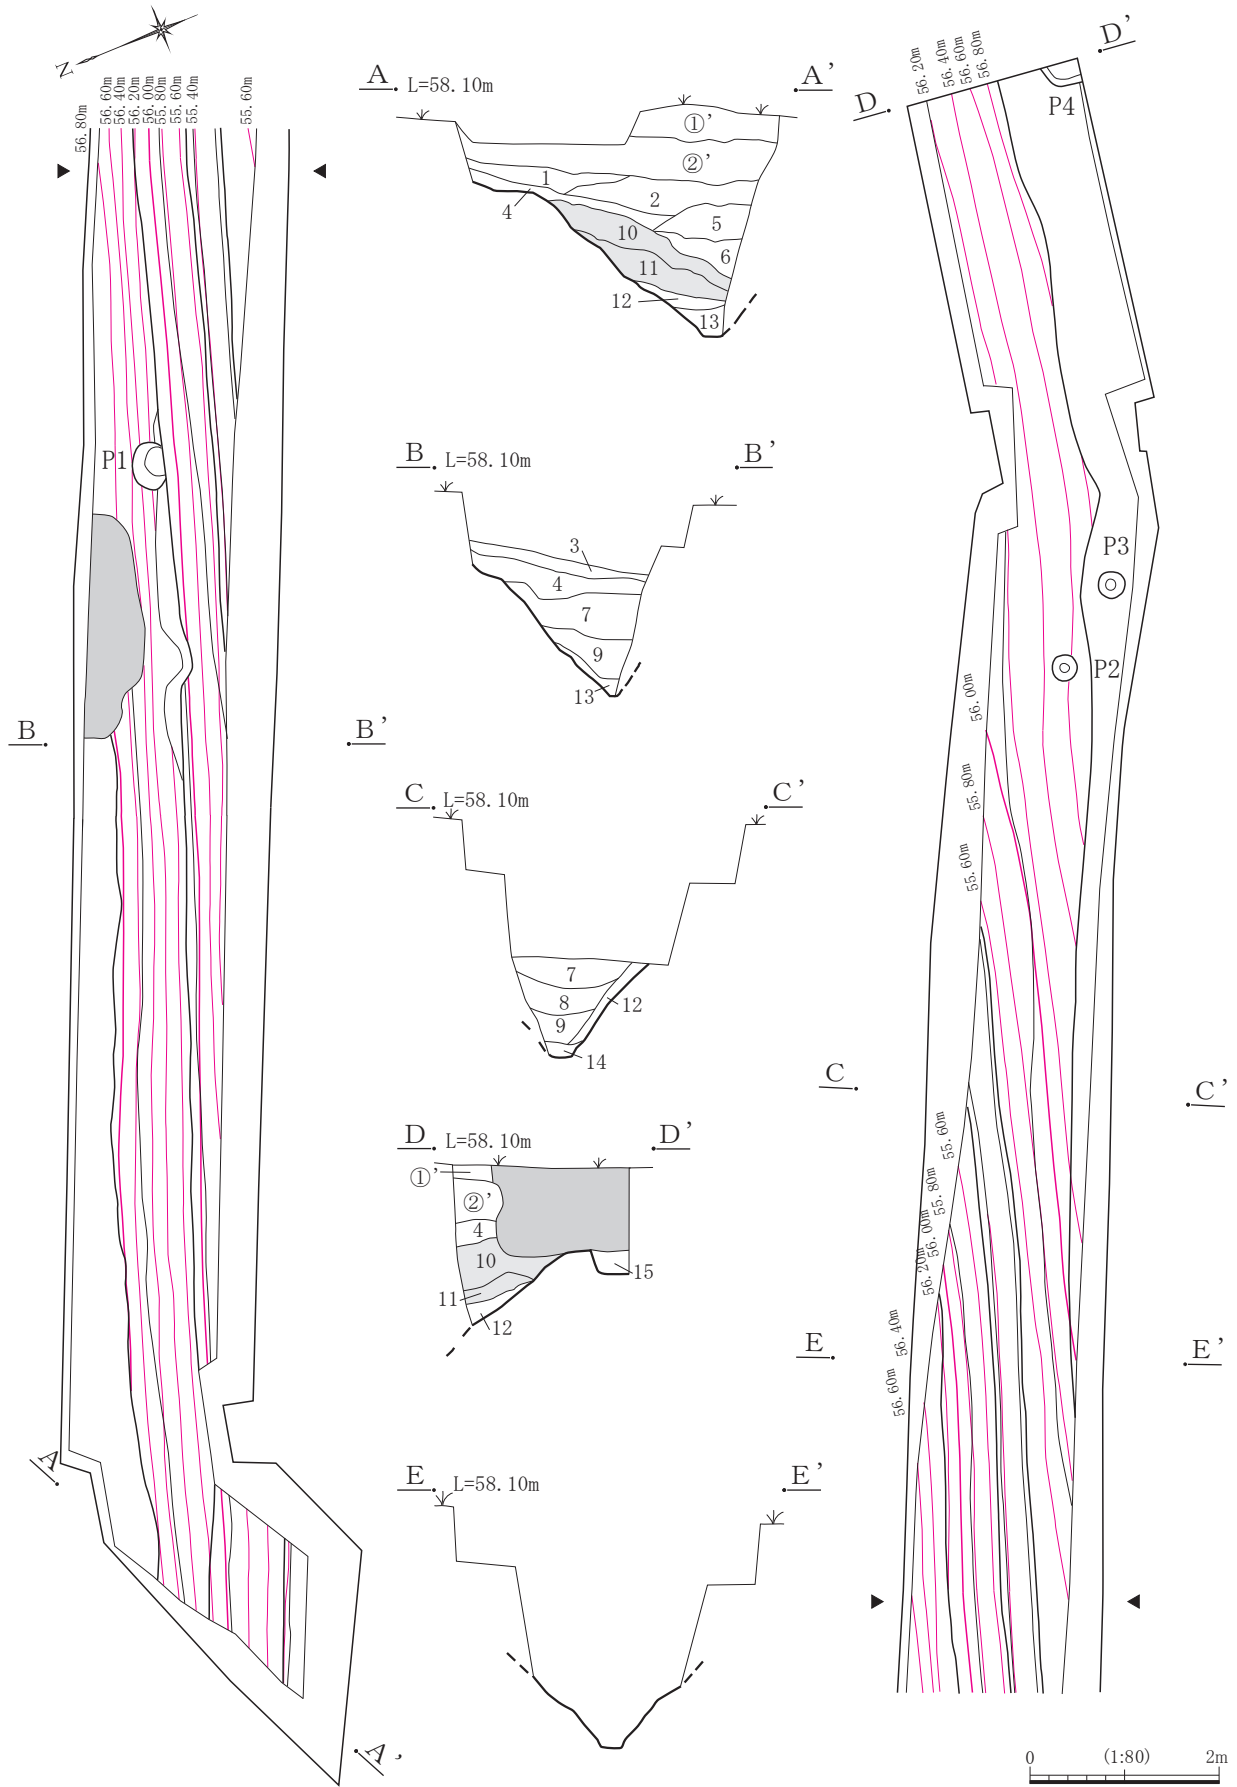 N
56.80m
56.60m
56.40m
56.20m
56.00m
55.80m
55.60m
55.40m
55.60m
P1
B
B'
A
A'
A L=58.10m A'
①'
②'
1
2
4
5
10
6
11
12
13
B L=58.10m B'
3
4
7
9
13
C L=58.10m C'
7
8
12
9
14
D L=58.10m D'
①'
②'
4
10
15
11
12
E L=58.10m E'
D
D'
56.20m
56.40m
56.60m
56.80m
P4
P3
P2
56.00m
55.80m
55.60m
C
C'
55.60m
55.80m
56.00m
56.20m
56.40m
56.60m
E
E'
0 (1:80) 2m